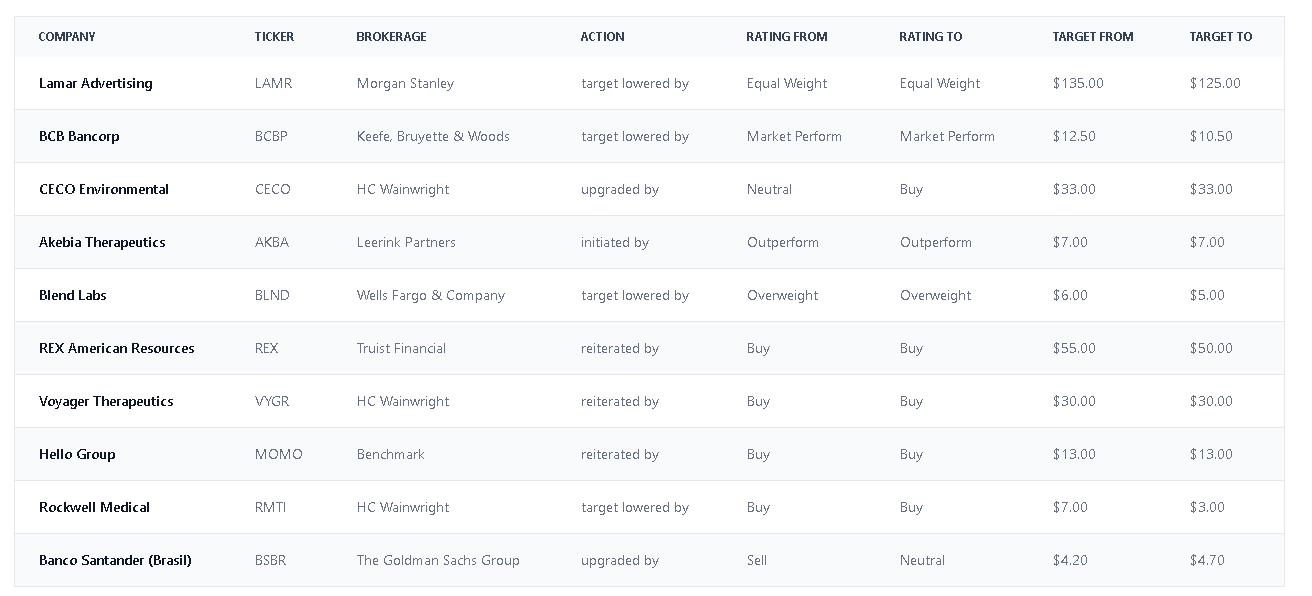 COMPANY TICKER BROKERAGE ACTION RATING FROM RATING TO TARGET FROM TARGET TO
Lamar Advertising LAMR Morgan Stanley target lowered by Equal Weight Equal Weight $135.00 $125.00
BCB Bancorp BCBP Keefe, Bruyette & Woods target lowered by Market Perform Market Perform $12.50 $10.50
CECO Environmental CECO HC Wainwright upgraded by Neutral Buy $33.00 $33.00
Akebia Therapeutics AKBA Leerink Partners initiated by Outperform Outperform $7.00 $7.00
Blend Labs BLND Wells Fargo & Company target lowered by Overweight Overweight $6.00 $5.00
REX American Resources REX Truist Financial reiterated by Buy Buy $55.00 $50.00
Voyager Therapeutics VYGR HC Wainwright reiterated by Buy Buy $30.00 $30.00
Hello Group MOMO Benchmark reiterated by Buy Buy $13.00 $13.00
Rockwell Medical RMTI HC Wainwright target lowered by Buy Buy $7.00 $3.00
Banco Santander (Brasil) BSBR The Goldman Sachs Group upgraded by Sell Neutral $4.20 $4.70